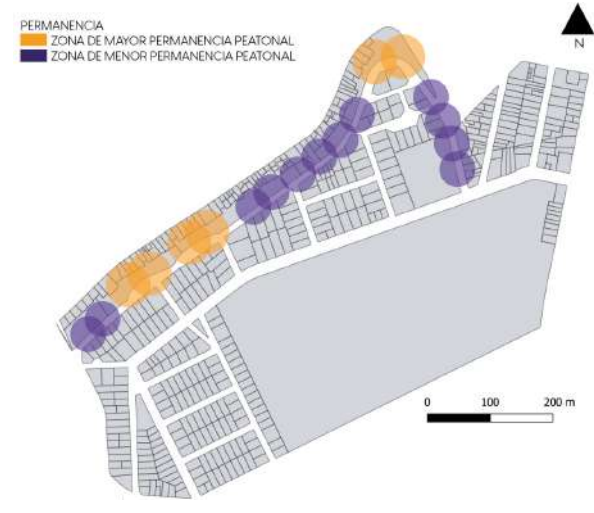 PERMANENCIA
ZONA DE MAYOR PERMANENCIA PEATONAL
ZONA DE MENOR PERMANENCIA PEATONAL
N
0 100 200 m